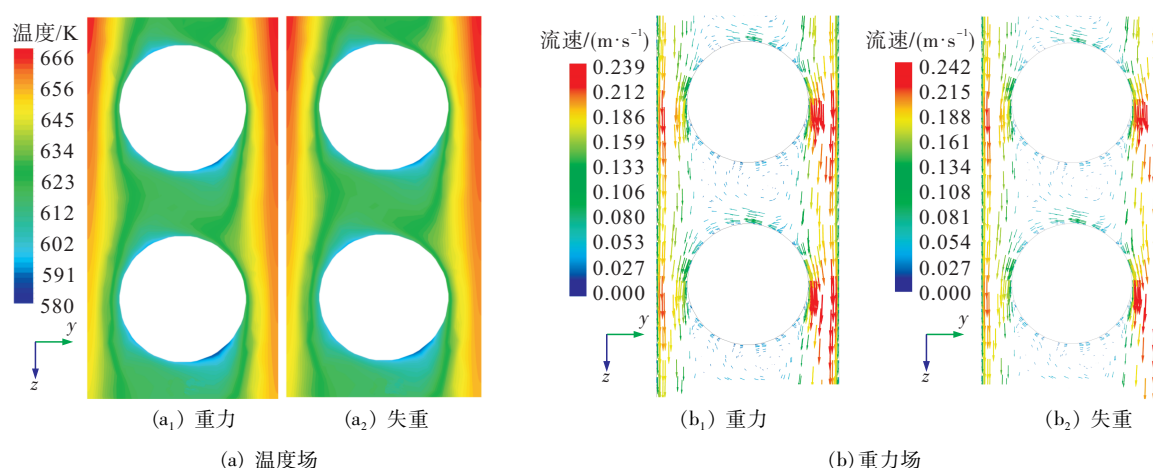 温度/K
666
656
645
634
623
612
602
591
580
y
z
(a₁) 重力
(a₂) 失重
(a) 温度场
流速/(m·s⁻¹)
0.239
0.212
0.186
0.159
0.133
0.106
0.080
0.053
0.027
0.000
y
z
(b₁) 重力
流速/(m·s⁻¹)
0.242
0.215
0.188
0.161
0.134
0.108
0.081
0.054
0.027
0.000
y
z
(b₂) 失重
(b)重力场